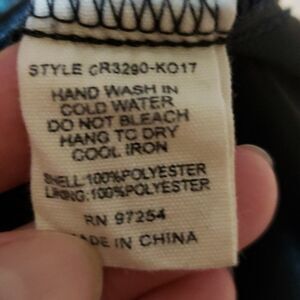 STYLE CR3290-KO17
HAND WASH IN
COLD WATER
DO NOT BLEACH
HANG TO DRY
COOL IRON
SHELL:100%POLYESTER
LINING:100%POLYESTER
RN 97254
MADE IN CHINA